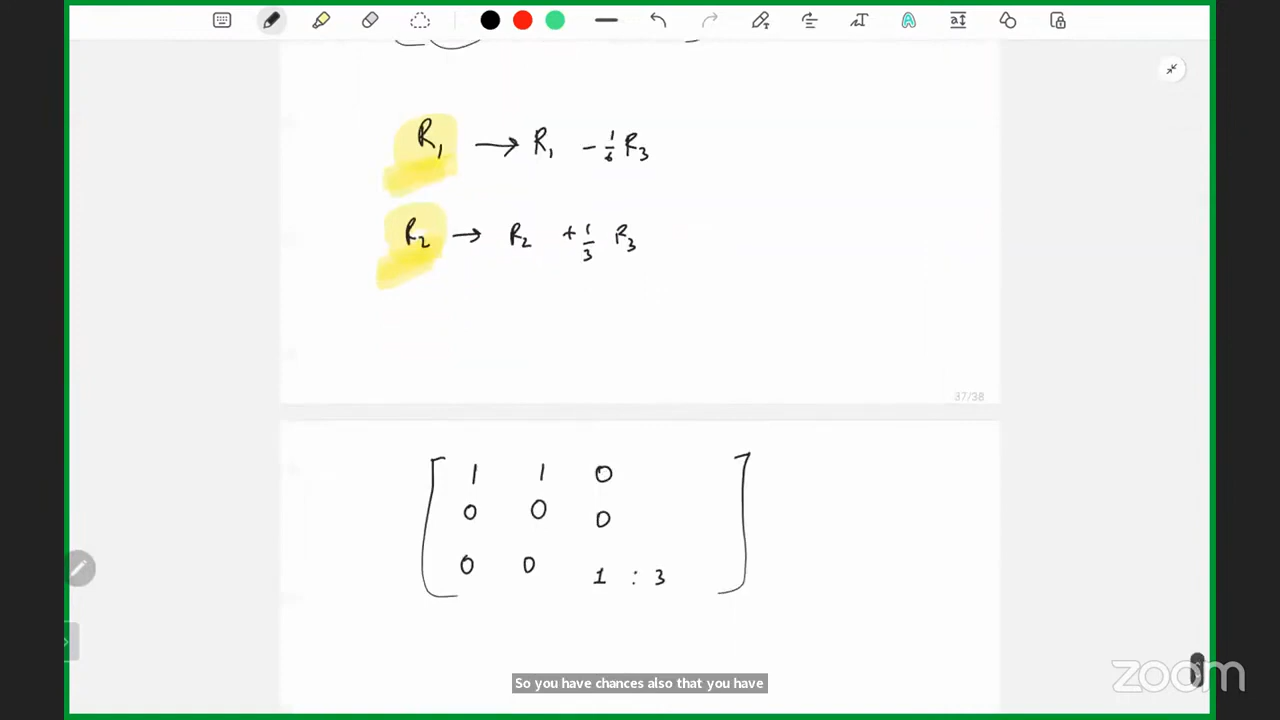 R₁ → R₁ - 1/6 R₃
R₂ → R₂ + 1/3 R₃
37/38
1 1 0
0 0 0
0 0 1 : 3
So you have chances also that you have
zoom